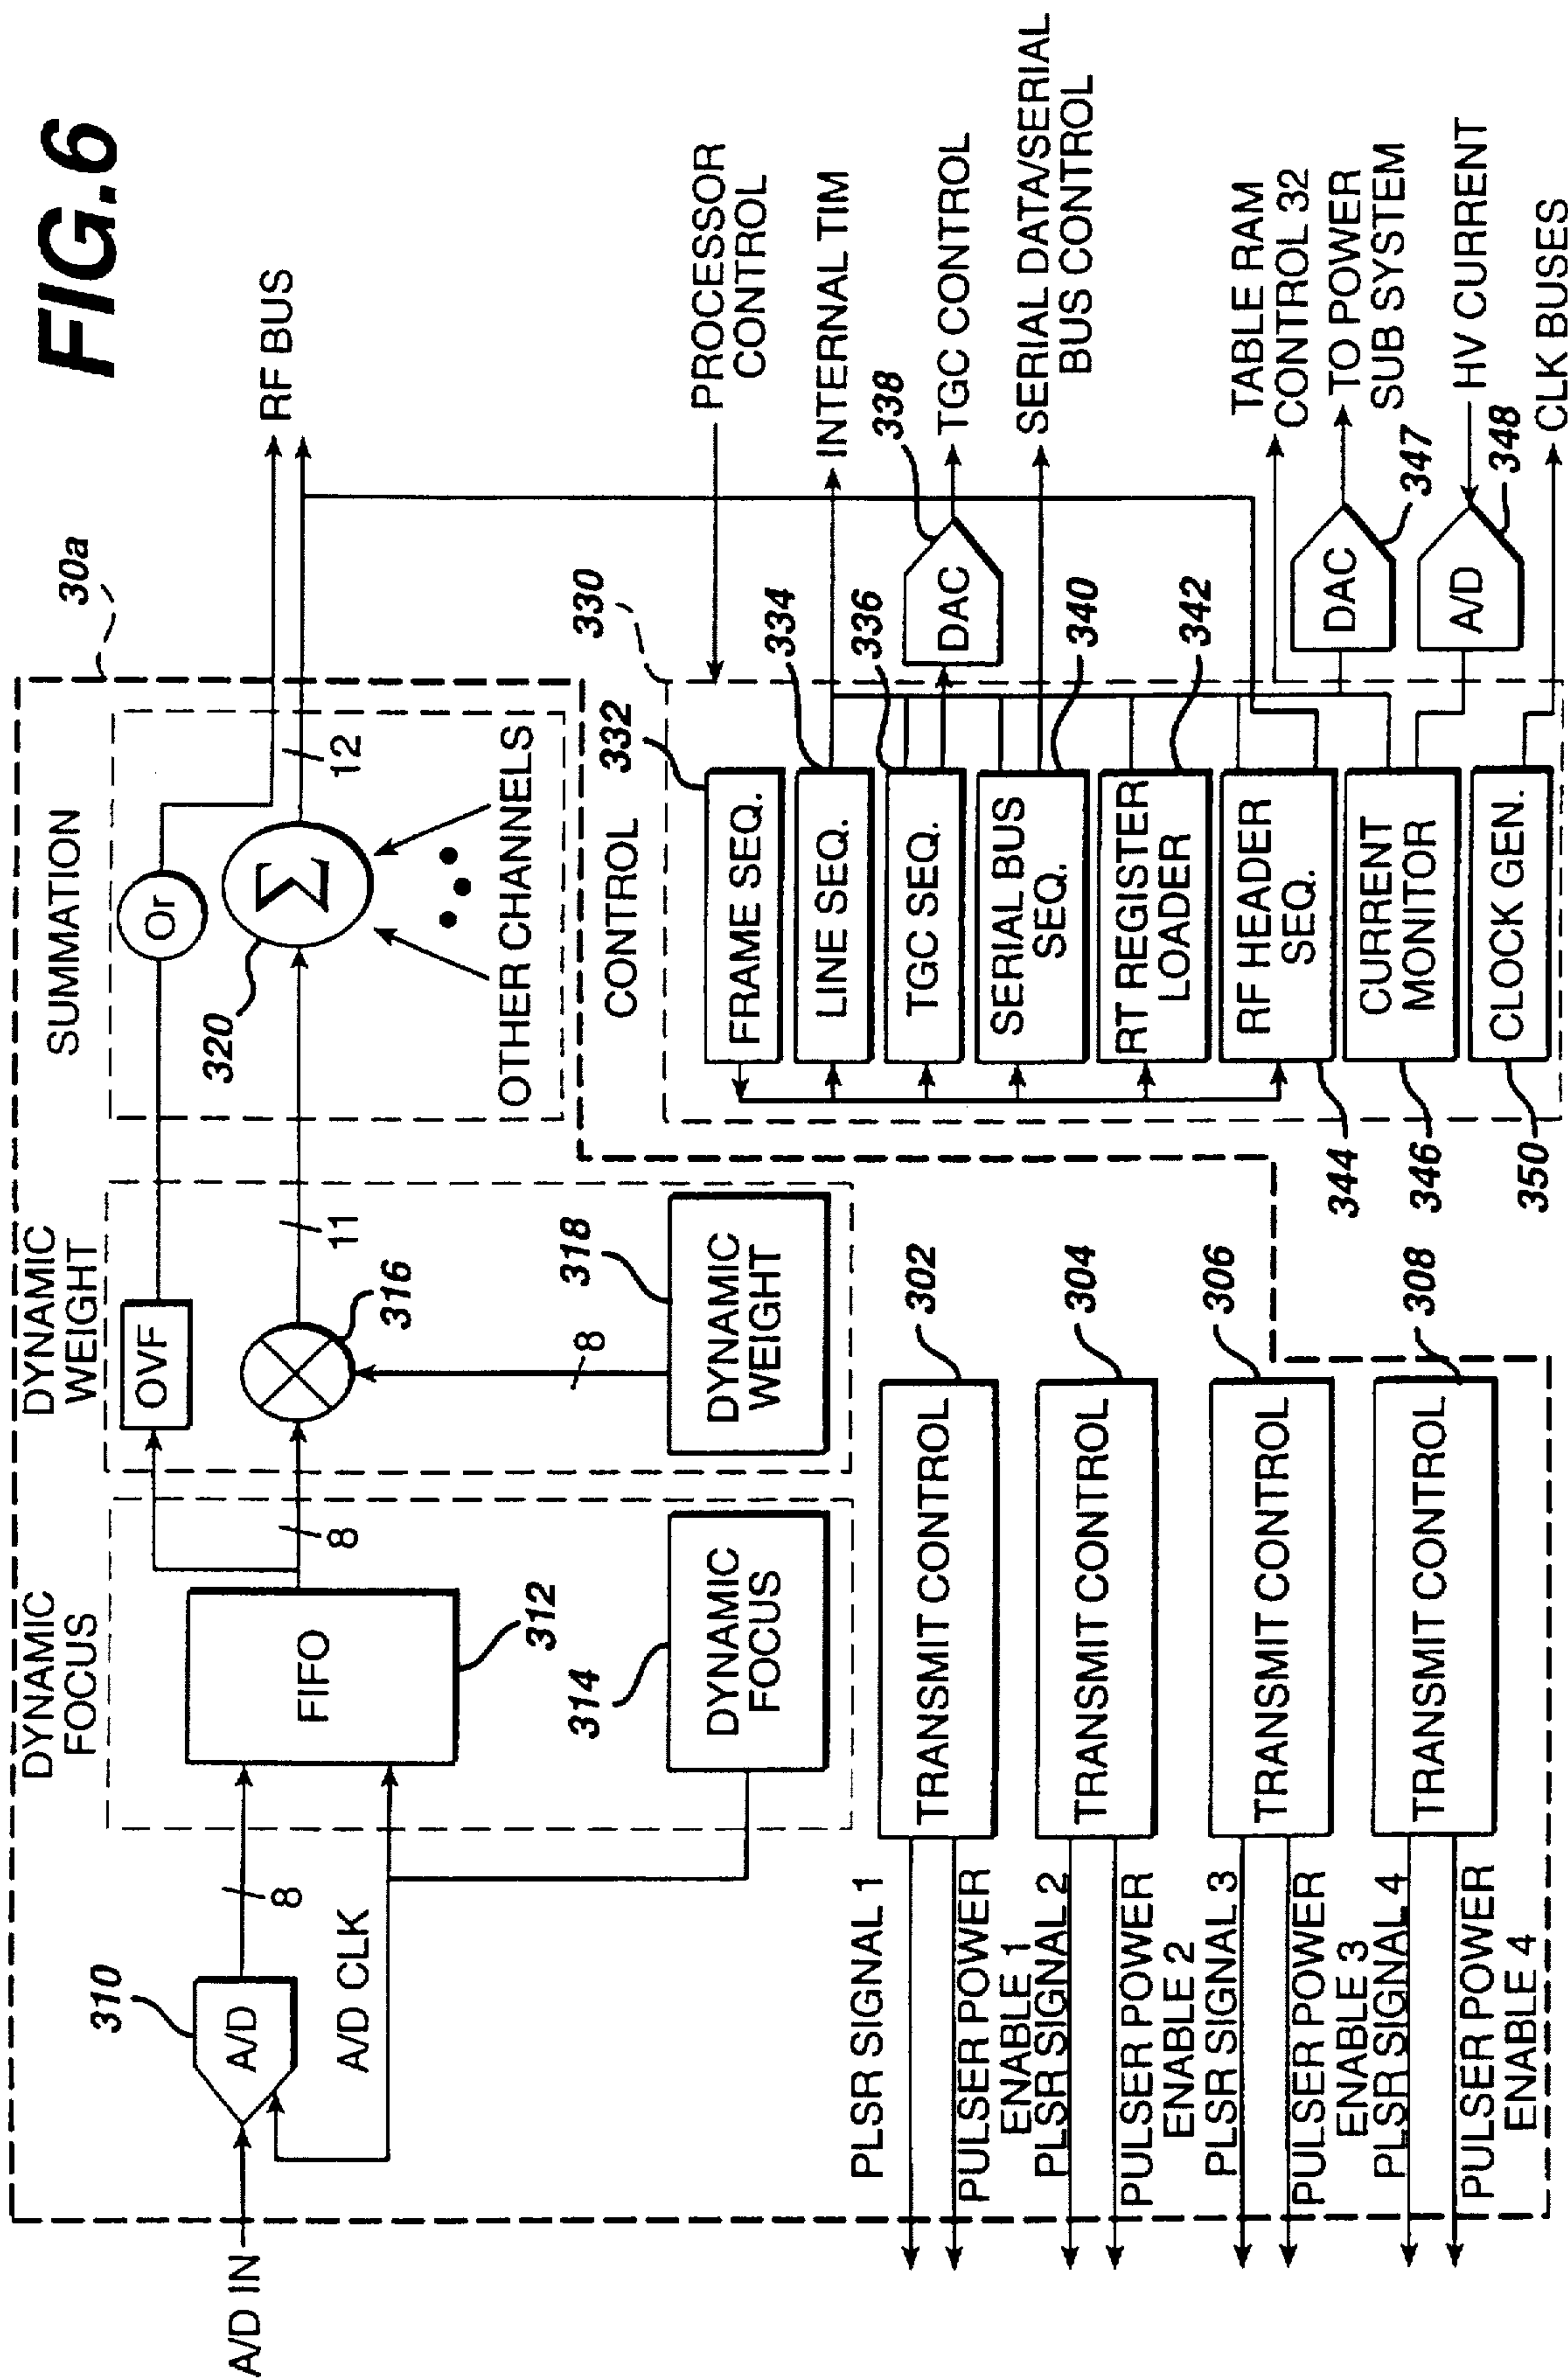 FIG.6
30a
DYNAMIC
FOCUS
DYNAMIC
WEIGHT
SUMMATION
A/D IN
A/D
310
8
A/D CLK
FIFO
312
8
DYNAMIC
FOCUS
314
OVF
316
11
8
DYNAMIC
WEIGHT
318
Or
Σ
320
12
OTHER CHANNELS
RF BUS
PLSR SIGNAL 1
PULSER POWER
ENABLE 1
TRANSMIT CONTROL
302
PLSR SIGNAL 2
PULSER POWER
ENABLE 2
TRANSMIT CONTROL
304
PLSR SIGNAL 3
PULSER POWER
ENABLE 3
TRANSMIT CONTROL
306
PLSR SIGNAL 4
PULSER POWER
ENABLE 4
TRANSMIT CONTROL
308
CONTROL
330
PROCESSOR
CONTROL
FRAME SEQ.
332
LINE SEQ.
334
INTERNAL TIM
TGC SEQ.
336
DAC
338
TGC CONTROL
SERIAL BUS
SEQ.
340
SERIAL DATA/SERIAL
BUS CONTROL
RT REGISTER
LOADER
342
RF HEADER
SEQ.
344
TABLE RAM
CONTROL 32
DAC
347
TO POWER
SUB SYSTEM
CURRENT
MONITOR
346
A/D
348
HV CURRENT
CLOCK GEN.
350
CLK BUSES